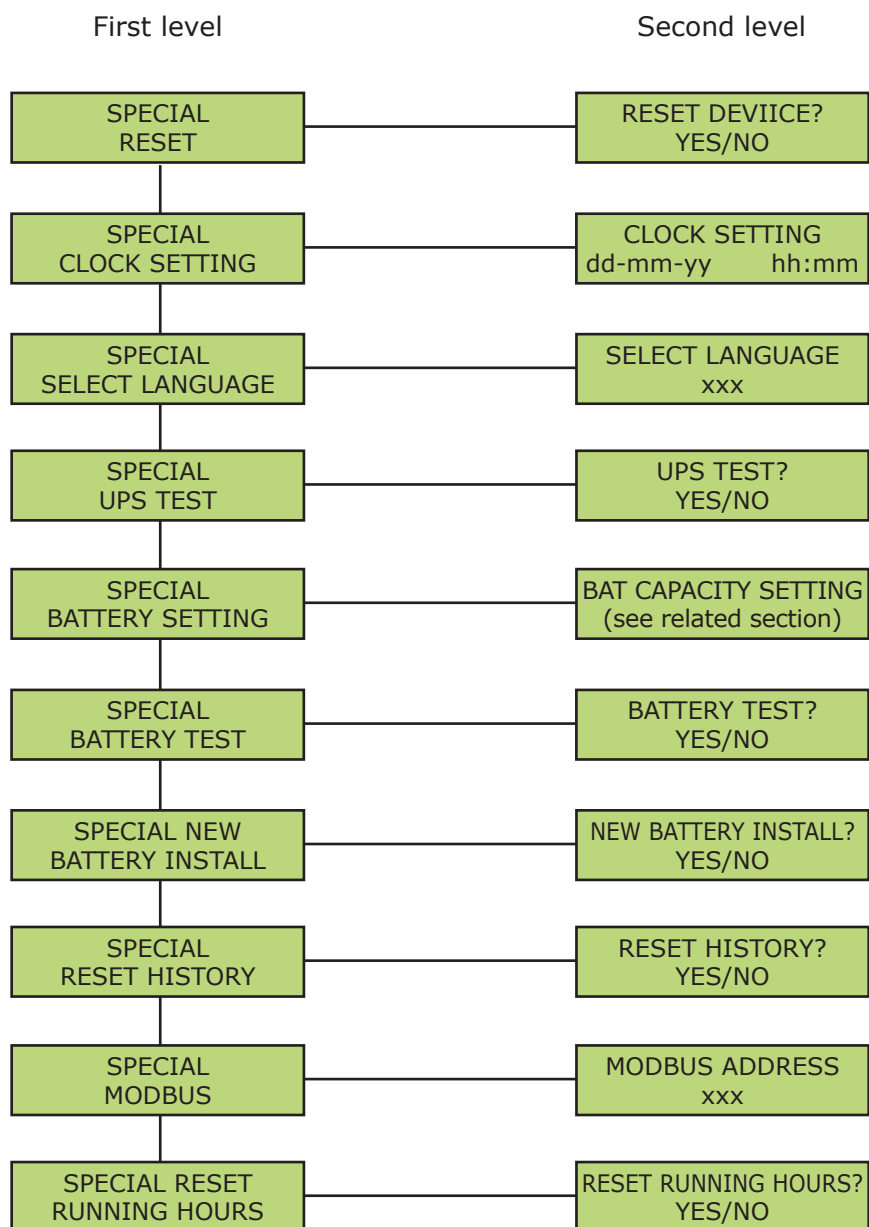 First level
Second level
SPECIAL
RESET
RESET DEVIICE?
YES/NO
SPECIAL
CLOCK SETTING
CLOCK SETTING
dd-mm-yy hh:mm
SPECIAL
SELECT LANGUAGE
SELECT LANGUAGE
xxx
SPECIAL
UPS TEST
UPS TEST?
YES/NO
SPECIAL
BATTERY SETTING
BAT CAPACITY SETTING
(see related section)
SPECIAL
BATTERY TEST
BATTERY TEST?
YES/NO
SPECIAL NEW
BATTERY INSTALL
NEW BATTERY INSTALL?
YES/NO
SPECIAL
RESET HISTORY
RESET HISTORY?
YES/NO
SPECIAL
MODBUS
MODBUS ADDRESS
xxx
SPECIAL RESET
RUNNING HOURS
RESET RUNNING HOURS?
YES/NO